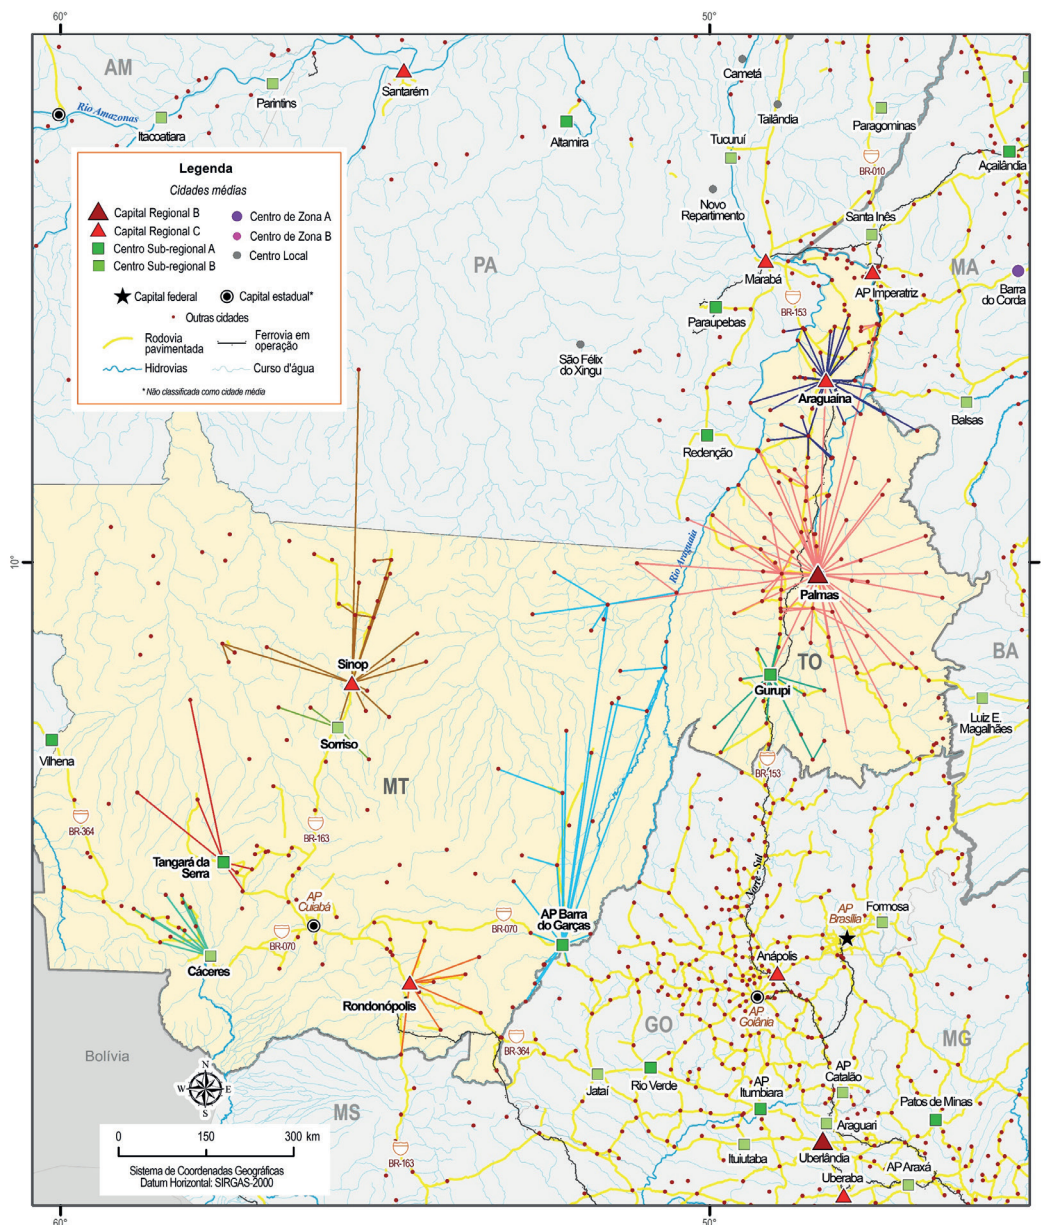 60°
50°
AM
Santarém
Parintins
Rio Amazonas
Itacoatiara
Altamira
Cametá
Tailândia
Tucuruí
Paragominas
BR-010
Açailândia
Novo
Repartimento
Santa Inês
PA
MA
Marabá
AP Imperatriz
Barra
do Corda
BR-153
Paraupebas
São Félix
do Xingu
Araguaína
Balsas
Redenção
Legenda
Cidades médias
Capital Regional B
Capital Regional C
Centro Sub-regional A
Centro Sub-regional B
Centro de Zona A
Centro de Zona B
Centro Local
Capital federal
Capital estadual*
Outras cidades
Rodovia
pavimentada
Ferrovia em
operação
Hidrovias
Curso d'água
* Não classificada como cidade média
10°
Rio Araguaia
Palmas
TO
BA
Sinop
Gurupi
Sorriso
Luiz E.
Magalhães
Vilhena
BR-153
MT
BR-364
BR-163
Tangará da
Serra
Norte - Sul
AP
Cuiabá
AP Barra
do Garças
BR-070
BR-070
AP
Brasília
Formosa
Cáceres
Anápolis
Rondonópolis
AP
Goiânia
GO
MG
BR-364
Bolívia
N
W
E
S
MS
Jataí
Rio Verde
AP
Itumbiara
AP
Catalão
Patos de Minas
Araguari
Ituiutaba
Uberlândia
AP Araxá
Uberaba
BR-163
0
150
300 km
Sistema de Coordenadas Geográficas
Datum Horizontal: SIRGAS-2000
60°
50°